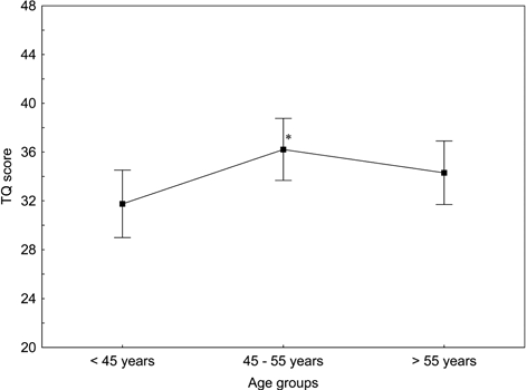 48
44
40
36
32
28
24
20
TQ score
*
< 45 years
45 - 55 years
> 55 years
Age groups